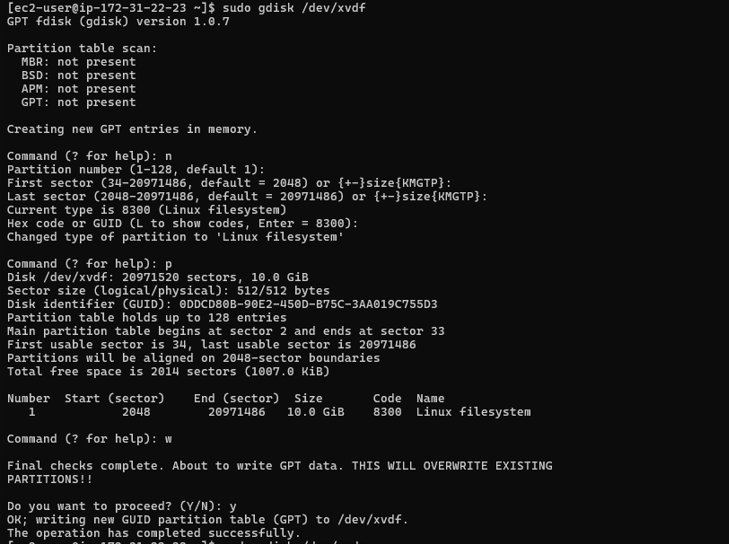 [ec2-user@ip-172-31-22-23 ~]$ sudo gdisk /dev/xvdf
GPT fdisk (gdisk) version 1.0.7
Partition table scan:
MBR: not present
BSD: not present
APM: not present
GPT: not present
Creating new GPT entries in memory.
Command (? for help): n
Partition number (1-128, default 1):
First sector (34-20971486, default = 2048) or {+-}size{KMGTP}:
Last sector (2048-20971486, default = 20971486) or {+-}size{KMGTP}:
Current type is 8300 (Linux filesystem)
Hex code or GUID (L to show codes, Enter = 8300):
Changed type of partition to 'Linux filesystem'
Command (? for help): p
Disk /dev/xvdf: 20971520 sectors, 10.0 GiB
Sector size (logical/physical): 512/512 bytes
Disk identifier (GUID): 0DDCD80B-90E2-450D-B75C-3AA019C755D3
Partition table holds up to 128 entries
Main partition table begins at sector 2 and ends at sector 33
First usable sector is 34, last usable sector is 20971486
Partitions will be aligned on 2048-sector boundaries
Total free space is 2014 sectors (1007.0 KiB)
Number  Start (sector)    End (sector)  Size       Code  Name
1            2048        20971486   10.0 GiB    8300  Linux filesystem
Command (? for help): w
Final checks complete. About to write GPT data. THIS WILL OVERWRITE EXISTING
PARTITIONS!!
Do you want to proceed? (Y/N): y
OK; writing new GUID partition table (GPT) to /dev/xvdf.
The operation has completed successfully.